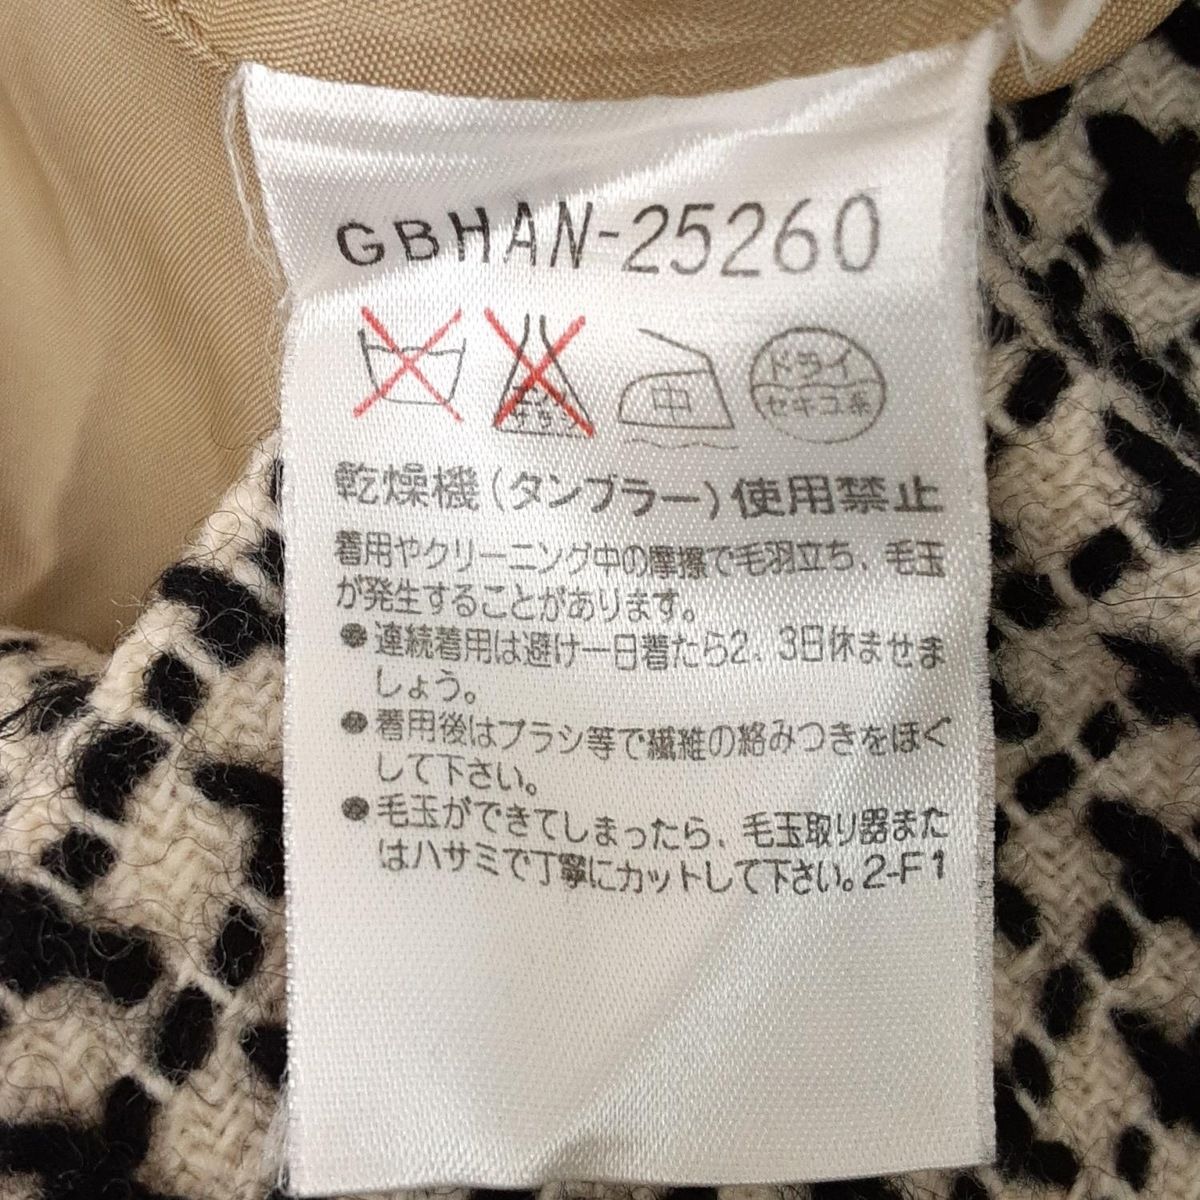 GBHAN-25260
エンソ サラシ 中 ドライ セキユ系
乾燥機(タンブラー)使用禁止
着用やクリーニング中の摩擦で毛羽立ち、毛玉
が発生することがあります。
●連続着用は避け一日着たら2、3日休ませま
しょう。
●着用後はブラシ等で繊維の絡みつきをほぐ
して下さい。
●毛玉ができてしまったら、毛玉取り器また
はハサミで丁寧にカットして下さい。2-F1